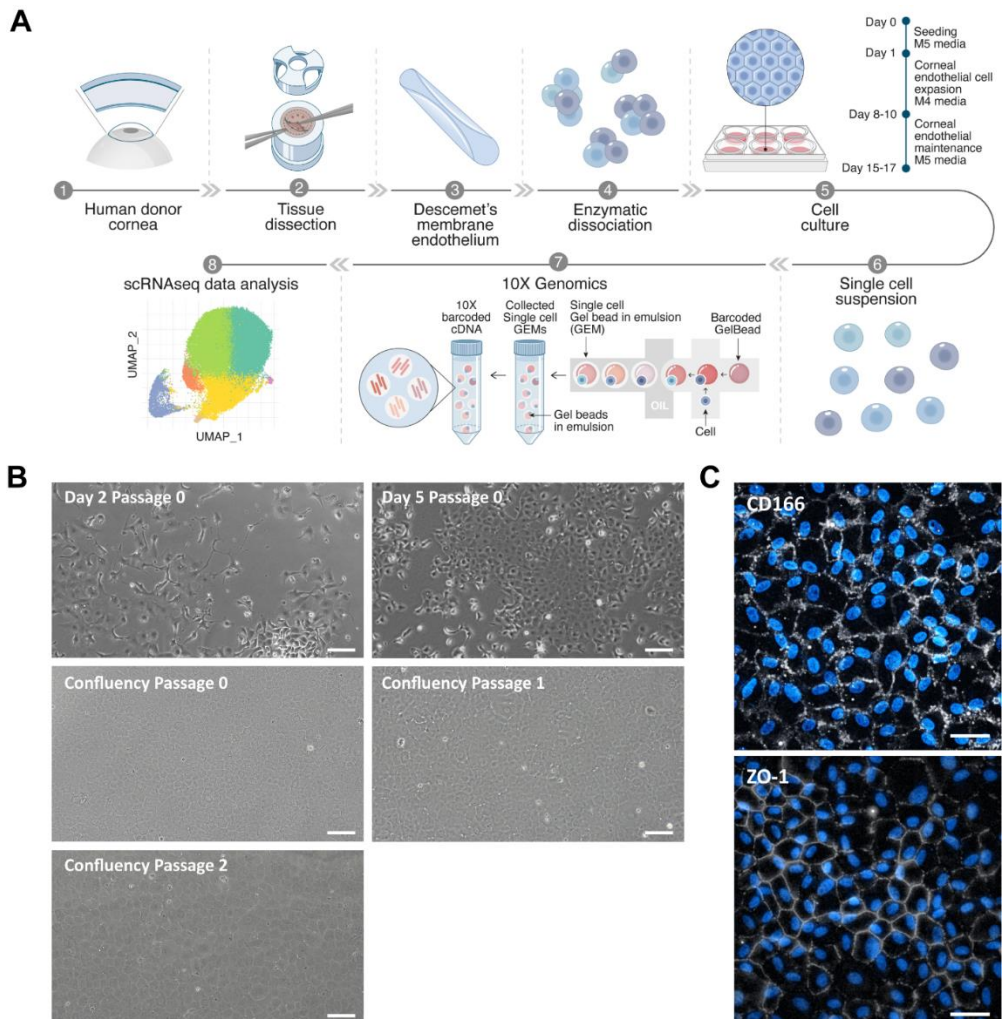 A
Day 0
Seeding
M5 media
Day 1
Corneal
endothelial cell
expasion
M4 media
Day 8-10
Corneal
endothelial
maintenance
M5 media
Day 15-17
1
Human donor
cornea
2
Tissue
dissection
3
Descemet's
membrane
endothelium
4
Enzymatic
dissociation
5
Cell
culture
8
scRNAseq data analysis
UMAP_2
UMAP_1
7
10X Genomics
10X
barcoded
cDNA
Collected
Single cell
GEMs
Single cell
Gel bead in emulsion
(GEM)
Barcoded
GelBead
OIL
Gel beads
in emulsion
Cell
6
Single cell
suspension
B
Day 2 Passage 0
Day 5 Passage 0
Confluency Passage 0
Confluency Passage 1
Confluency Passage 2
C
CD166
ZO-1